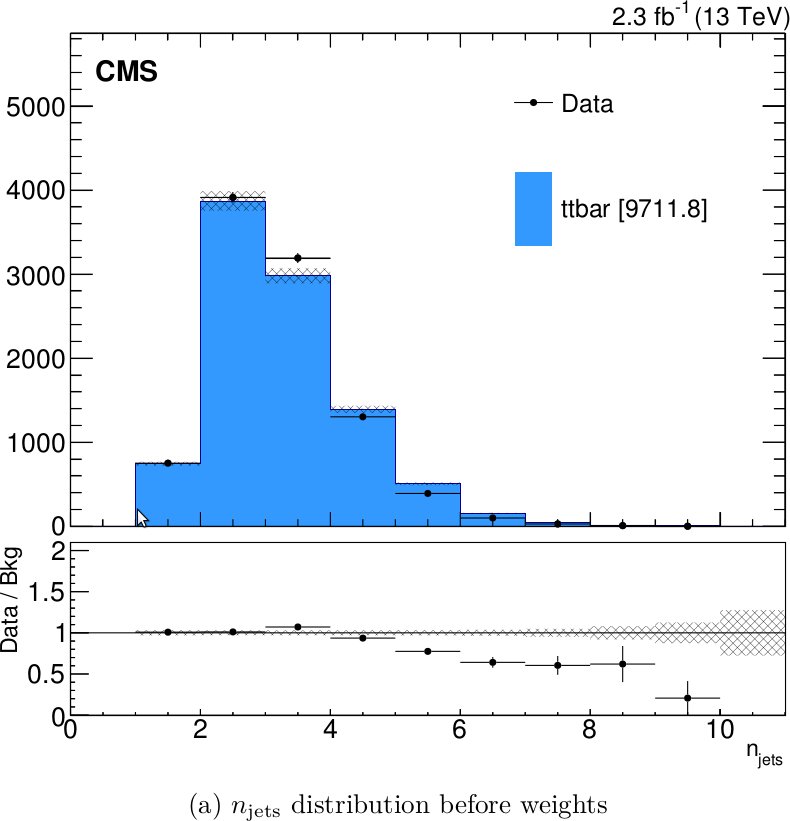 2.3 fb-1 (13 TeV)
CMS
Data
ttbar [9711.8]
5000
4000
3000
2000
1000
0
Data / Bkg
2
1.5
1
0.5
0
0 2 4 6 8 10
njets
(a) njets distribution before weights